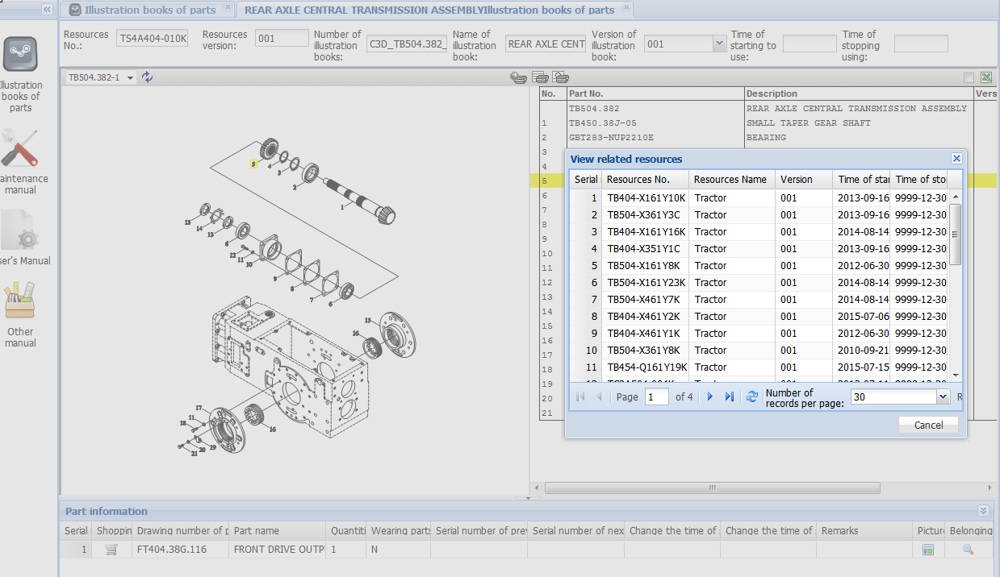 Illustration books of parts
REAR AXLE CENTRAL TRANSMISSION ASSEMBLYIllustration books of parts
Resources No.:
TS4A404-010K
Resources version:
001
Number of illustration books:
C3D_TB504.382_
Name of illustration book:
REAR AXLE CENT
Version of illustration book:
001
Time of starting to use:
Time of stopping using:
llustration
books of
parts
aintenance
manual
ser's Manual
Other
manual
TB504.382-1
5
4
3
2
1
13
14
13
6
12
11
10
9
8
7
6
15
16
17
11
18
16
19
20
21
No. Part No. Description Vers
TB504.382 REAR AXLE CENTRAL TRANSMISSION ASSEMBLY
1 TB450.38J-05 SMALL TAPER GEAR SHAFT
2 GBT283-NUP2210E BEARING
3
4
5
6
7
8
9
10
11
12
13
14
15
16
17
18
19
20
21
View related resources
Serial Resources No. Resources Name Version Time of star Time of stop
1 TB404-X161Y10K Tractor 001 2013-09-16 9999-12-30
2 TB504-X361Y3C Tractor 001 2013-09-16 9999-12-30
3 TB404-X161Y16K Tractor 001 2014-08-14 9999-12-30
4 TB404-X351Y1C Tractor 001 2013-09-16 9999-12-30
5 TB504-X161Y8K Tractor 001 2012-06-30 9999-12-30
6 TB504-X161Y23K Tractor 001 2014-08-14 9999-12-30
7 TB504-X461Y7K Tractor 001 2014-08-14 9999-12-30
8 TB404-X461Y2K Tractor 001 2015-07-06 9999-12-30
9 TB404-X461Y1K Tractor 001 2012-06-30 9999-12-30
10 TB504-X361Y8K Tractor 001 2010-09-21 9999-12-30
11 TB454-Q161Y19K Tractor 001 2015-07-15 9999-12-30
Page 1 of 4 Number of records per page: 30 R
Cancel
Part information
Serial Shoppin Drawing number of p Part name Quantiti Wearing parts Serial number of prev Serial number of next Change the time of Change the time of Remarks Picture Belonging
1 FT404.38G.116 FRONT DRIVE OUTP 1 N